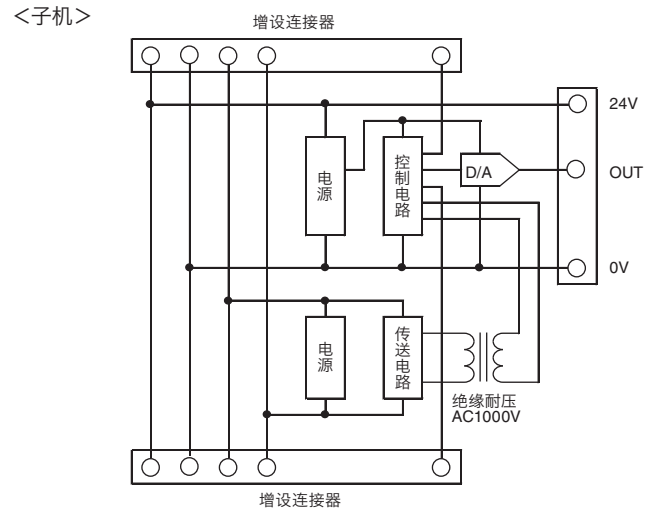 ＜子机＞
增设连接器
24V
电源
控制电路
D/A
OUT
0V
电源
传送电路
绝缘耐压
AC1000V
增设连接器